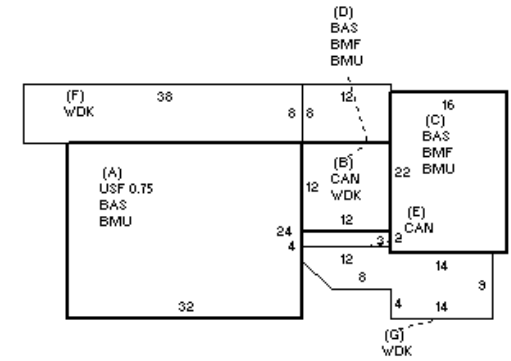 (D)
BAS
BMF
BMU
(F)
WDK
38
8
8
12
16
(C)
BAS
BMF
BMU
(A)
USF 0.75
BAS
BMU
(B)
CAN
WDK
12
22
12
(E)
CAN
24
4
3
2
12
14
8
9
32
4
14
(G)
WDK